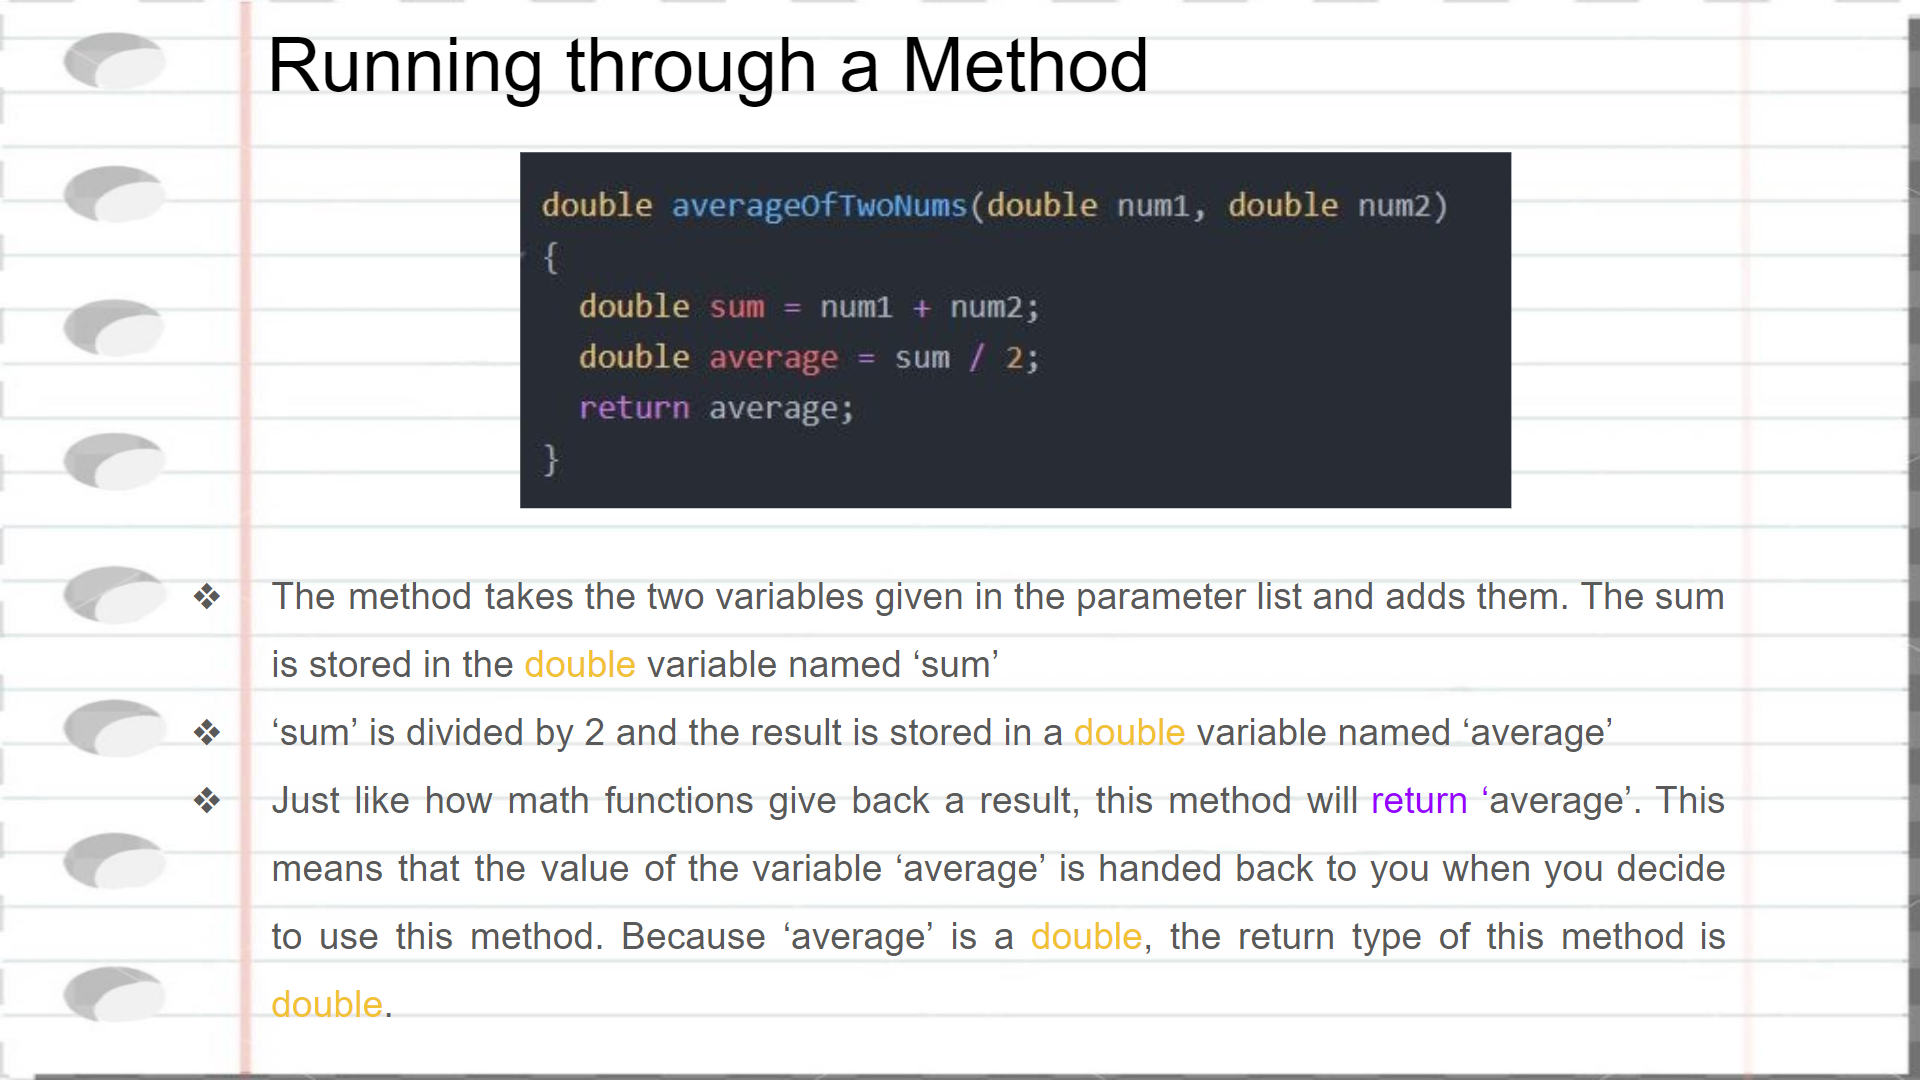 Running through a Method
double averageOfTwoNums(double num1, double num2)
{
double sum = num1 + num2;
double average = sum / 2;
return average;
}
❖ The method takes the two variables given in the parameter list and adds them. The sum
is stored in the double variable named ‘sum’
❖ ‘sum’ is divided by 2 and the result is stored in a double variable named ‘average’
❖ Just like how math functions give back a result, this method will return ‘average’. This
means that the value of the variable ‘average’ is handed back to you when you decide
to use this method. Because ‘average’ is a double, the return type of this method is
double.